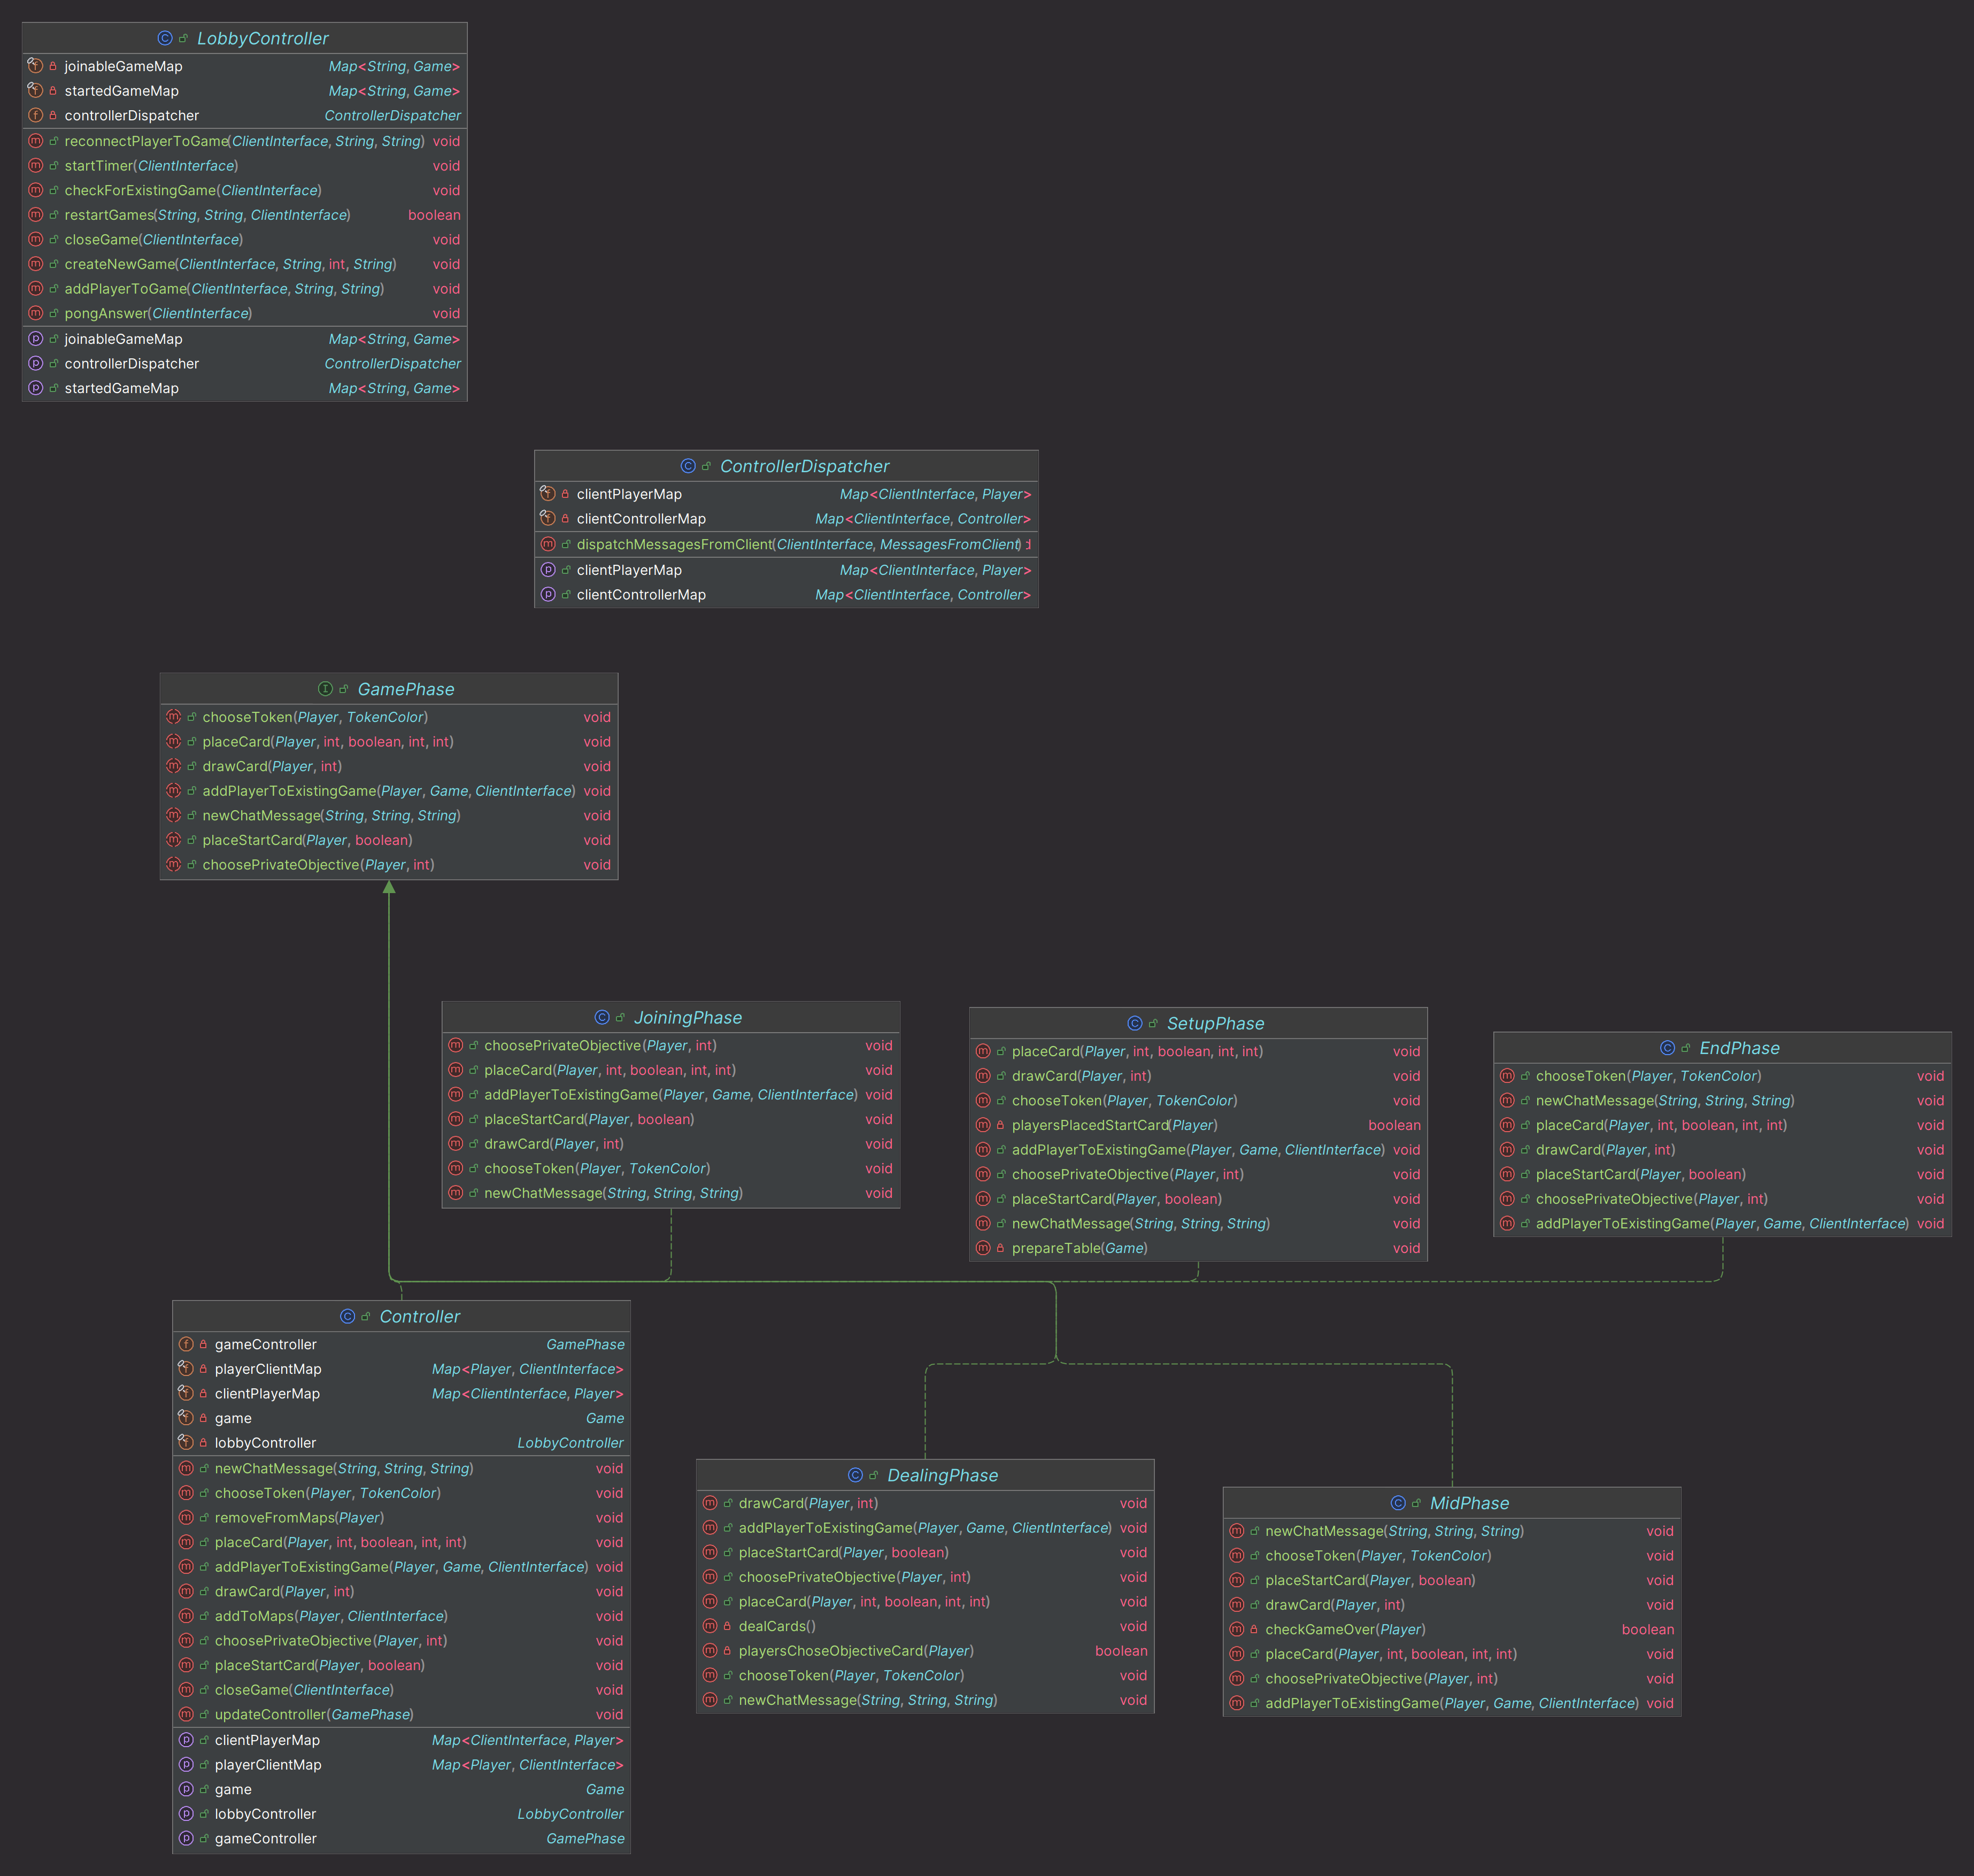 LobbyController
joinableGameMap Map<String, Game>
startedGameMap Map<String, Game>
controllerDispatcher ControllerDispatcher
reconnectPlayerToGame(ClientInterface, String, String) void
startTimer(ClientInterface) void
checkForExistingGame(ClientInterface) void
restartGames(String, String, ClientInterface) boolean
closeGame(ClientInterface) void
createNewGame(ClientInterface, String, int, String) void
addPlayerToGame(ClientInterface, String, String) void
pongAnswer(ClientInterface) void
joinableGameMap Map<String, Game>
controllerDispatcher ControllerDispatcher
startedGameMap Map<String, Game>
ControllerDispatcher
clientPlayerMap Map<ClientInterface, Player>
clientControllerMap Map<ClientInterface, Controller>
dispatchMessagesFromClient(ClientInterface, MessagesFromClient)
clientPlayerMap Map<ClientInterface, Player>
clientControllerMap Map<ClientInterface, Controller>
GamePhase
chooseToken(Player, TokenColor) void
placeCard(Player, int, boolean, int, int) void
drawCard(Player, int) void
addPlayerToExistingGame(Player, Game, ClientInterface) void
newChatMessage(String, String, String) void
placeStartCard(Player, boolean) void
choosePrivateObjective(Player, int) void
JoiningPhase
choosePrivateObjective(Player, int) void
placeCard(Player, int, boolean, int, int) void
addPlayerToExistingGame(Player, Game, ClientInterface) void
placeStartCard(Player, boolean) void
drawCard(Player, int) void
chooseToken(Player, TokenColor) void
newChatMessage(String, String, String) void
SetupPhase
placeCard(Player, int, boolean, int, int) void
drawCard(Player, int) void
chooseToken(Player, TokenColor) void
playersPlacedStartCard(Player) boolean
addPlayerToExistingGame(Player, Game, ClientInterface) void
choosePrivateObjective(Player, int) void
placeStartCard(Player, boolean) void
newChatMessage(String, String, String) void
prepareTable(Game) void
EndPhase
chooseToken(Player, TokenColor) void
newChatMessage(String, String, String) void
placeCard(Player, int, boolean, int, int) void
drawCard(Player, int) void
placeStartCard(Player, boolean) void
choosePrivateObjective(Player, int) void
addPlayerToExistingGame(Player, Game, ClientInterface) void
Controller
gameController GamePhase
playerClientMap Map<Player, ClientInterface>
clientPlayerMap Map<ClientInterface, Player>
game Game
lobbyController LobbyController
newChatMessage(String, String, String) void
chooseToken(Player, TokenColor) void
removeFromMaps(Player) void
placeCard(Player, int, boolean, int, int) void
addPlayerToExistingGame(Player, Game, ClientInterface) void
drawCard(Player, int) void
addToMaps(Player, ClientInterface) void
choosePrivateObjective(Player, int) void
placeStartCard(Player, boolean) void
closeGame(ClientInterface) void
updateController(GamePhase) void
clientPlayerMap Map<ClientInterface, Player>
playerClientMap Map<Player, ClientInterface>
game Game
lobbyController LobbyController
gameController GamePhase
DealingPhase
drawCard(Player, int) void
addPlayerToExistingGame(Player, Game, ClientInterface) void
placeStartCard(Player, boolean) void
choosePrivateObjective(Player, int) void
placeCard(Player, int, boolean, int, int) void
dealCards() void
playersChoseObjectiveCard(Player) boolean
chooseToken(Player, TokenColor) void
newChatMessage(String, String, String) void
MidPhase
newChatMessage(String, String, String) void
chooseToken(Player, TokenColor) void
placeStartCard(Player, boolean) void
drawCard(Player, int) void
checkGameOver(Player) boolean
placeCard(Player, int, boolean, int, int) void
choosePrivateObjective(Player, int) void
addPlayerToExistingGame(Player, Game, ClientInterface) void